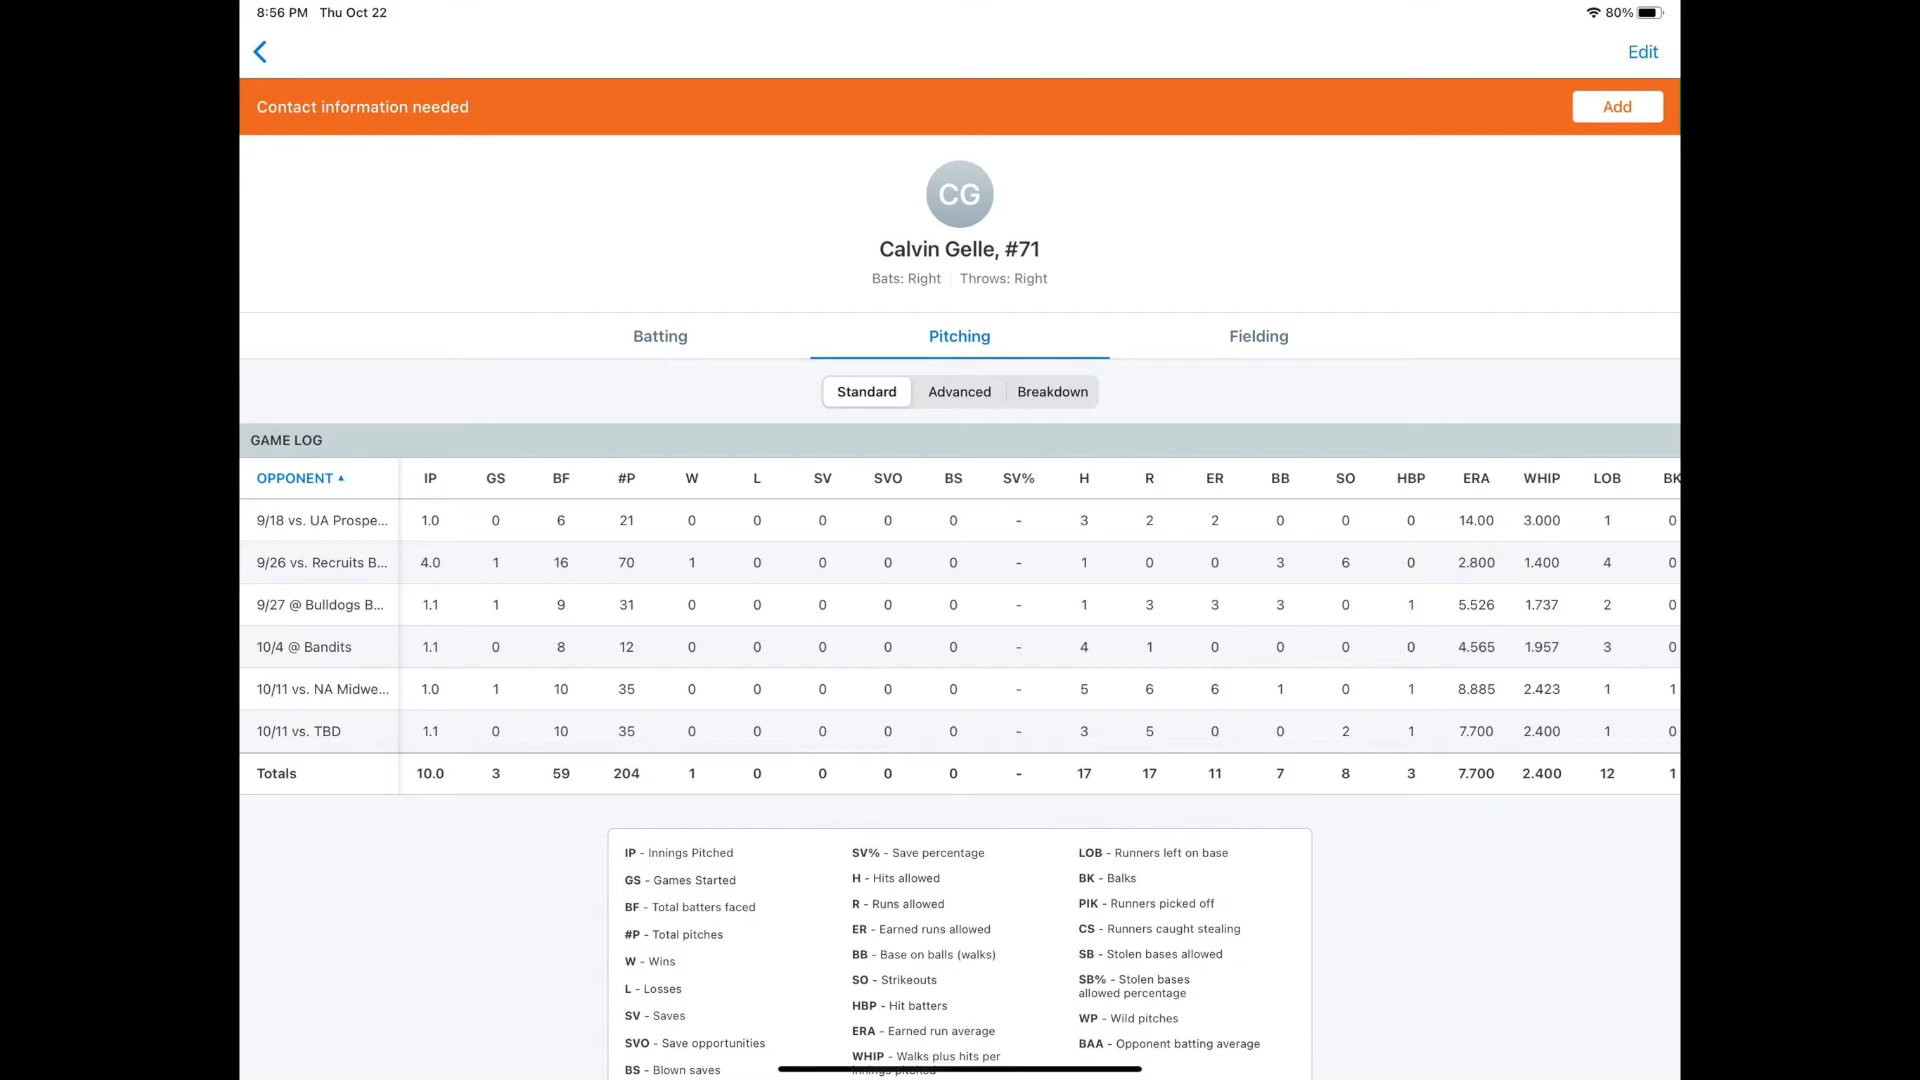 8:56 PM Thu Oct 22 80%
Edit
Contact information needed Add
CG
Calvin Gelle, #71
Bats: Right Throws: Right
Batting Pitching Fielding
Standard Advanced Breakdown
GAME LOG
OPPONENT ▲ IP GS BF #P W L SV SVO BS SV% H R ER BB SO HBP ERA WHIP LOB BK
9/18 vs. UA Prospe... 1.0 0 6 21 0 0 0 0 0 - 3 2 2 0 0 0 14.00 3.000 1 0
9/26 vs. Recruits B... 4.0 1 16 70 1 0 0 0 0 - 1 0 0 3 6 0 2.800 1.400 4 0
9/27 @ Bulldogs B... 1.1 1 9 31 0 0 0 0 0 - 1 3 3 3 0 1 5.526 1.737 2 0
10/4 @ Bandits 1.1 0 8 12 0 0 0 0 0 - 4 1 0 0 0 0 4.565 1.957 3 0
10/11 vs. NA Midwe... 1.0 1 10 35 0 0 0 0 0 - 5 6 6 1 0 1 8.885 2.423 1 1
10/11 vs. TBD 1.1 0 10 35 0 0 0 0 0 - 3 5 0 0 2 1 7.700 2.400 1 0
Totals 10.0 3 59 204 1 0 0 0 0 - 17 17 11 7 8 3 7.700 2.400 12 1
IP - Innings Pitched
GS - Games Started
BF - Total batters faced
#P - Total pitches
W - Wins
L - Losses
SV - Saves
SVO - Save opportunities
BS - Blown saves
SV% - Save percentage
H - Hits allowed
R - Runs allowed
ER - Earned runs allowed
BB - Base on balls (walks)
SO - Strikeouts
HBP - Hit batters
ERA - Earned run average
WHIP - Walks plus hits per
innings pitched
LOB - Runners left on base
BK - Balks
PIK - Runners picked off
CS - Runners caught stealing
SB - Stolen bases allowed
SB% - Stolen bases
allowed percentage
WP - Wild pitches
BAA - Opponent batting average